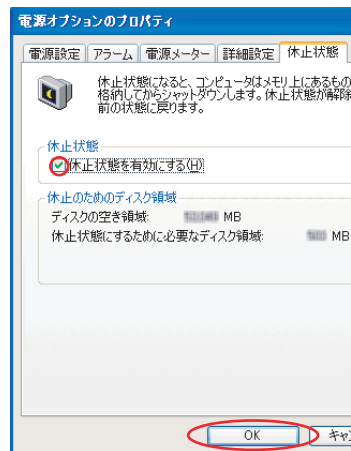 電源オプションのプロパティ
電源設定 アラーム 電源メーター 詳細設定 休止状態
休止状態になると、コンピュータはメモリ上にあるもの
格納してからシャットダウンします。休止状態が解除
前の状態に戻ります。
休止状態
休止状態を有効にする(H)
休止のためのディスク領域
ディスクの空き領域: MB
休止状態にするために必要なディスク領域: MB
OK キャン